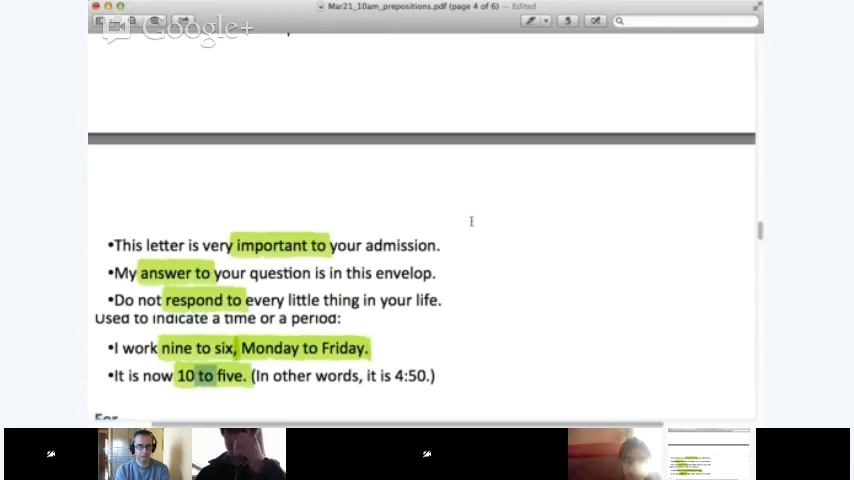 Mar21_10am_prepositions.pdf (page 4 of 6) — Edited
Google+
•This letter is very important to your admission.
•My answer to your question is in this envelop.
•Do not respond to every little thing in your life.
Used to indicate a time or a period:
•I work nine to six, Monday to Friday.
•It is now 10 to five. (In other words, it is 4:50.)
For